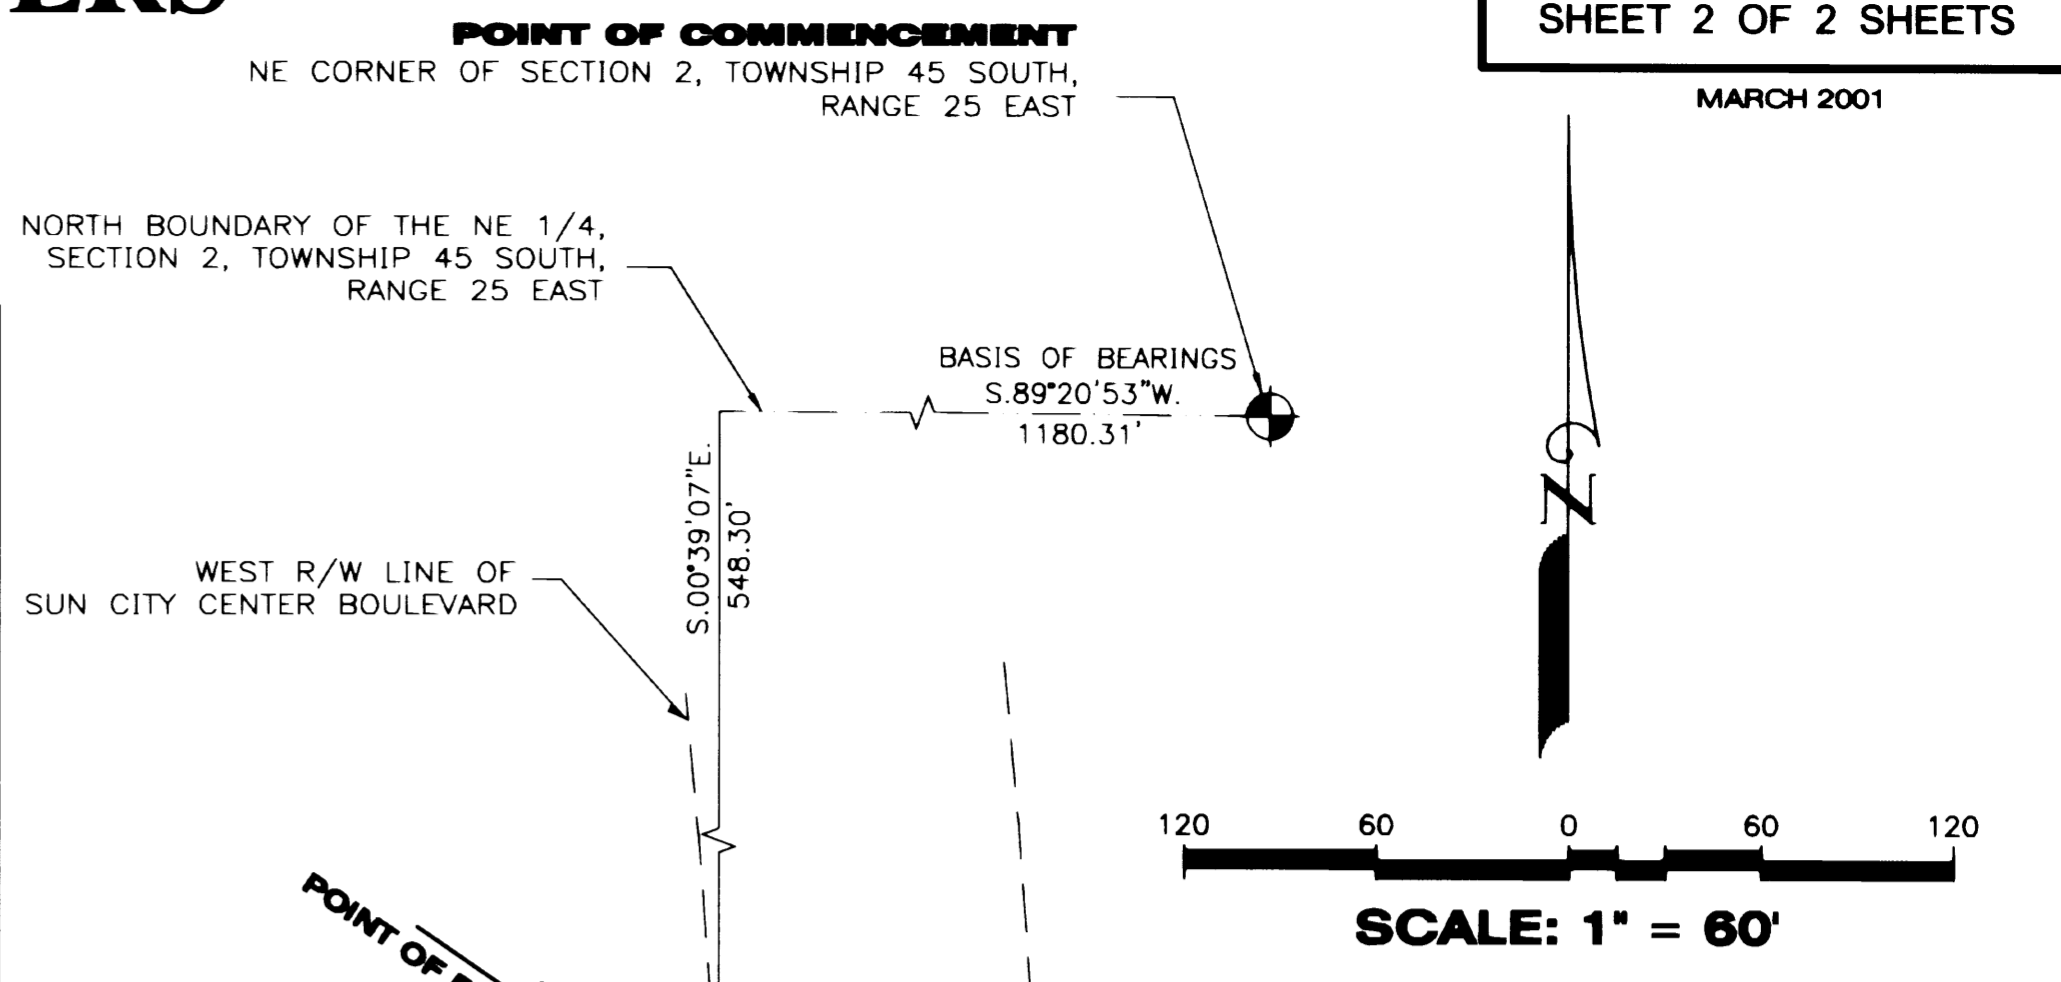 POINT OF COMMENCEMENT
NE CORNER OF SECTION 2, TOWNSHIP 45 SOUTH,
RANGE 25 EAST
SHEET 2 OF 2 SHEETS
MARCH 2001
NORTH BOUNDARY OF THE NE 1/4,
SECTION 2, TOWNSHIP 45 SOUTH,
RANGE 25 EAST
BASIS OF BEARINGS
S.89°20'53"W.
1180.31'
S.00°39'07"E.
548.30'
N
WEST R/W LINE OF
SUN CITY CENTER BOULEVARD
120 60 0 60 120
SCALE: 1" = 60'
POINT OF